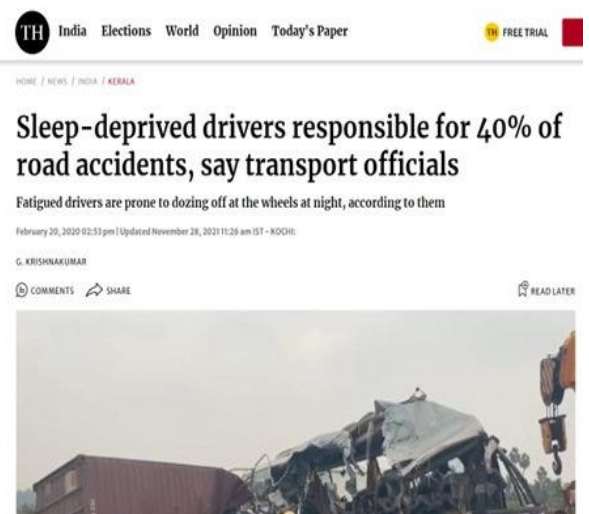 TH India Elections World Opinion Today's Paper TH FREE TRIAL
HOME / NEWS / INDIA / KERALA
Sleep-deprived drivers responsible for 40% of
road accidents, say transport officials
Fatigued drivers are prone to dozing off at the wheels at night, according to them
February 20, 2020 02:53 pm | Updated November 28, 2021 11:26 am IST - KOCHI:
G. KRISHNAKUMAR
COMMENTS SHARE READ LATER